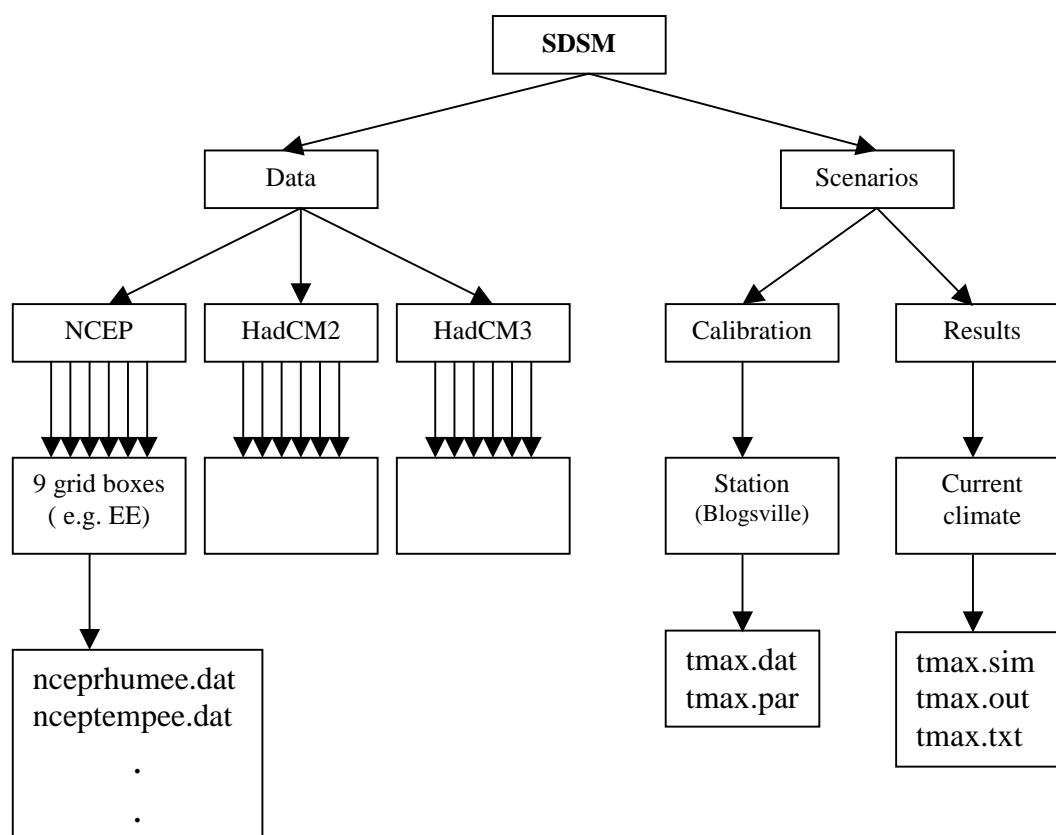 SDSM
Data
Scenarios
NCEP
HadCM2
HadCM3
Calibration
Results
9 grid boxes
( e.g. EE)
Station
(Blogsville)
Current
climate
nceprhumee.dat
nceptempee.dat
.
.
tmax.dat
tmax.par
tmax.sim
tmax.out
tmax.txt